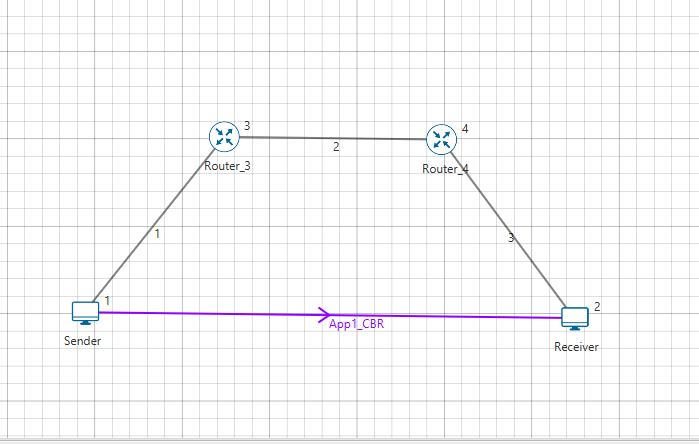 3
4
2
Router_3
Router_4
1
3
1
2
App1_CBR
Sender
Receiver